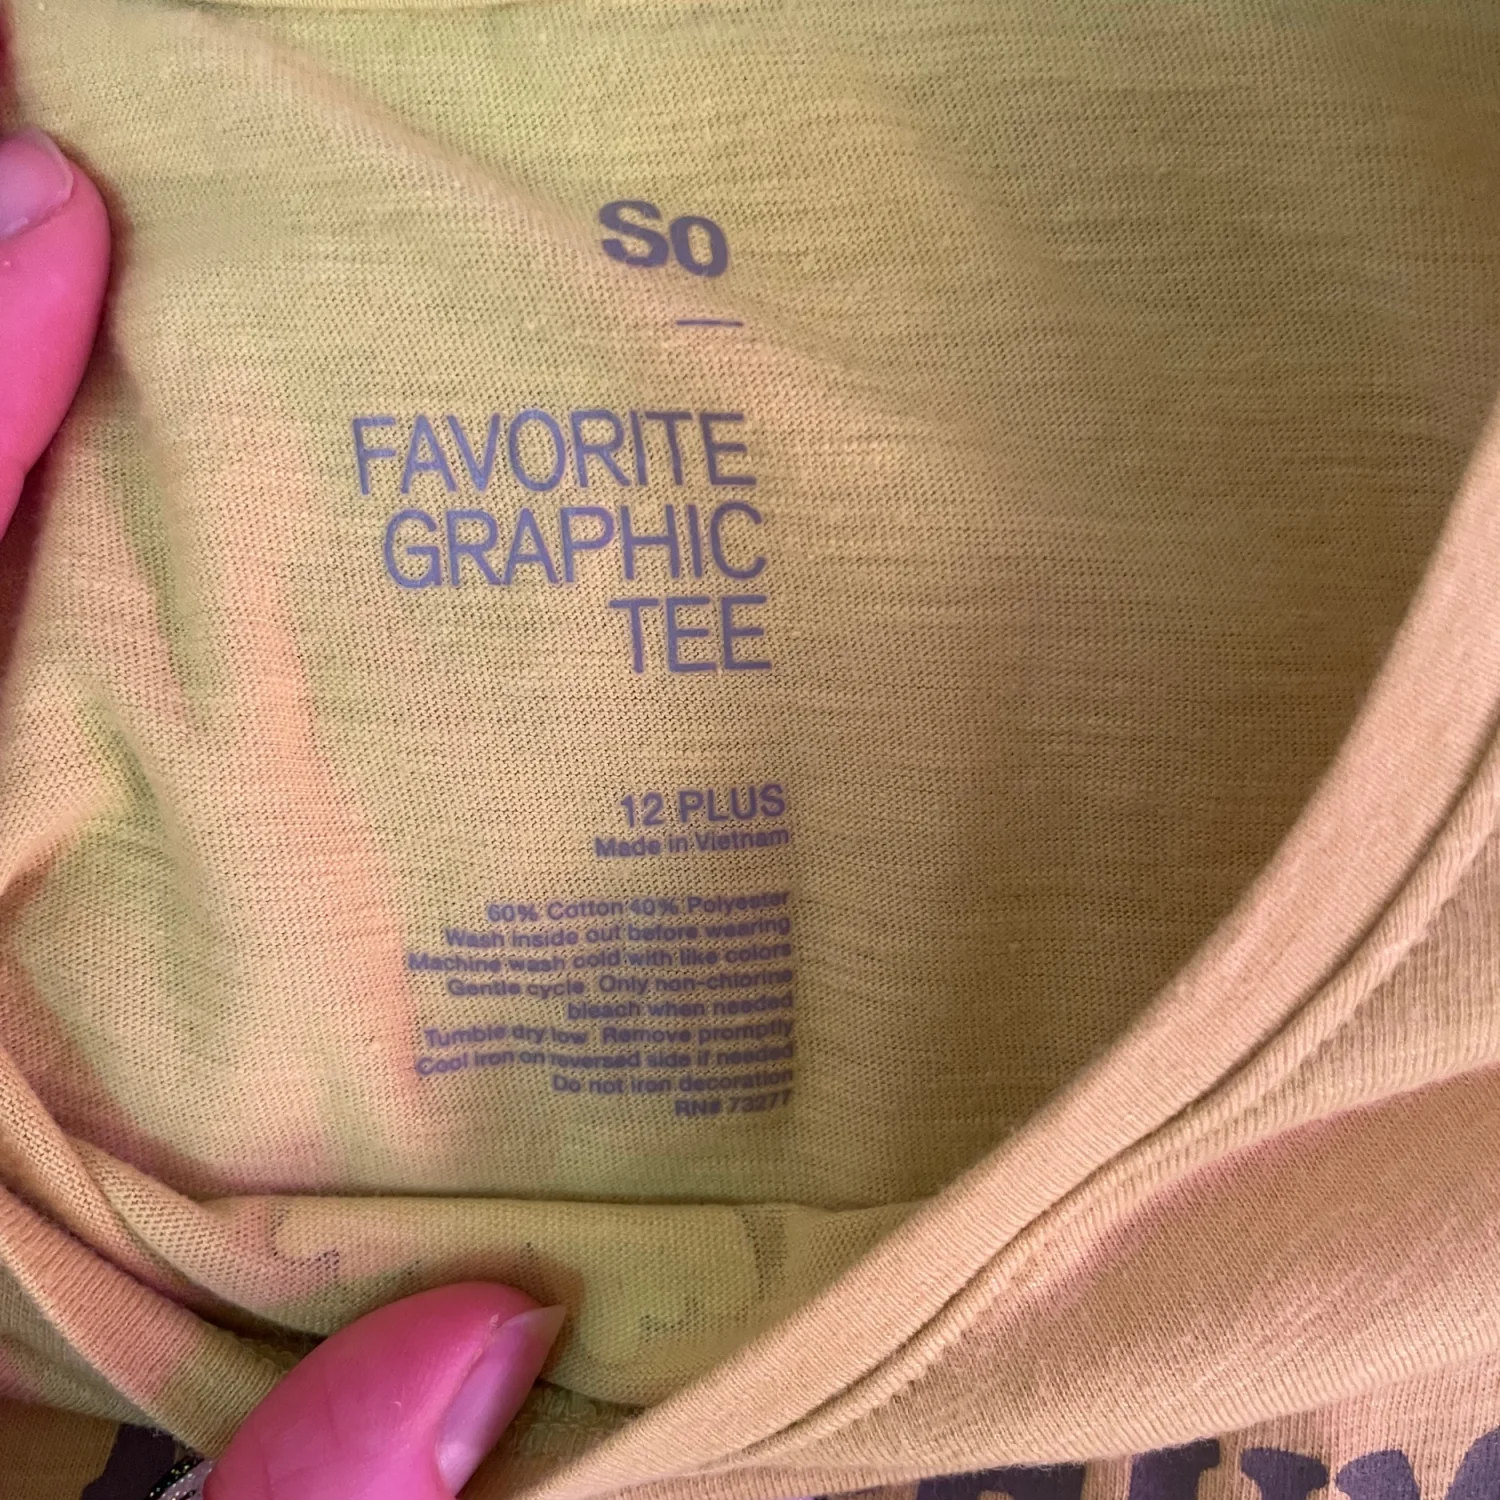 So
FAVORITE
GRAPHIC
TEE
12 PLUS
Made in Vietnam
60% Cotton 40% Polyester
Wash inside out before wearing
Machine wash cold with like colors
Gentle cycle. Only non-chlorine
bleach when needed
Tumble dry low. Remove promptly
Cool iron on reversed side if needed
Do not iron decoration
RN# 73277